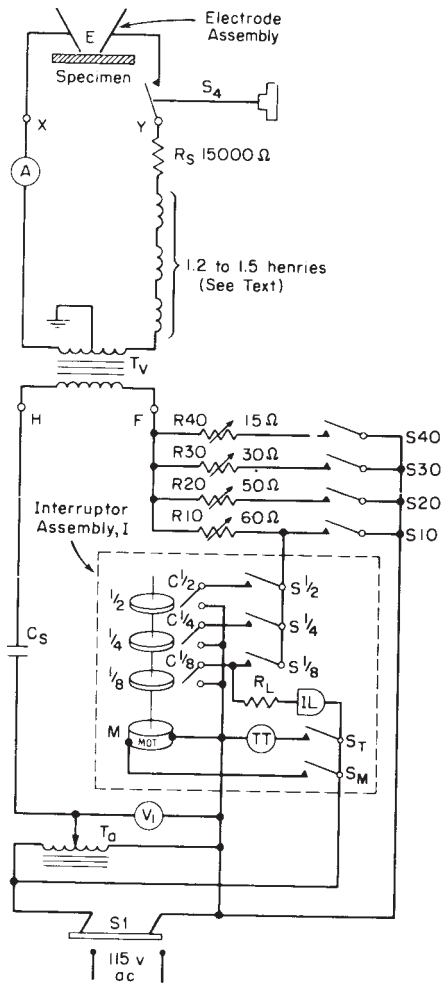 Electrode
Assembly
E
Specimen
S4
X
Y
A
RS 15000 Ω
1.2 to 1.5 henries
(See Text)
TV
H
F
R40 15 Ω S40
R30 30 Ω S30
R20 50 Ω S20
R10 60 Ω S10
Interruptor
Assembly, I
1/2 C1/2 S1/2
1/4 C1/4 S1/4
1/8 C1/8 S1/8
CS
RL IL
M MOT TT ST
SM
V1
Ta
S1
115 v
ac